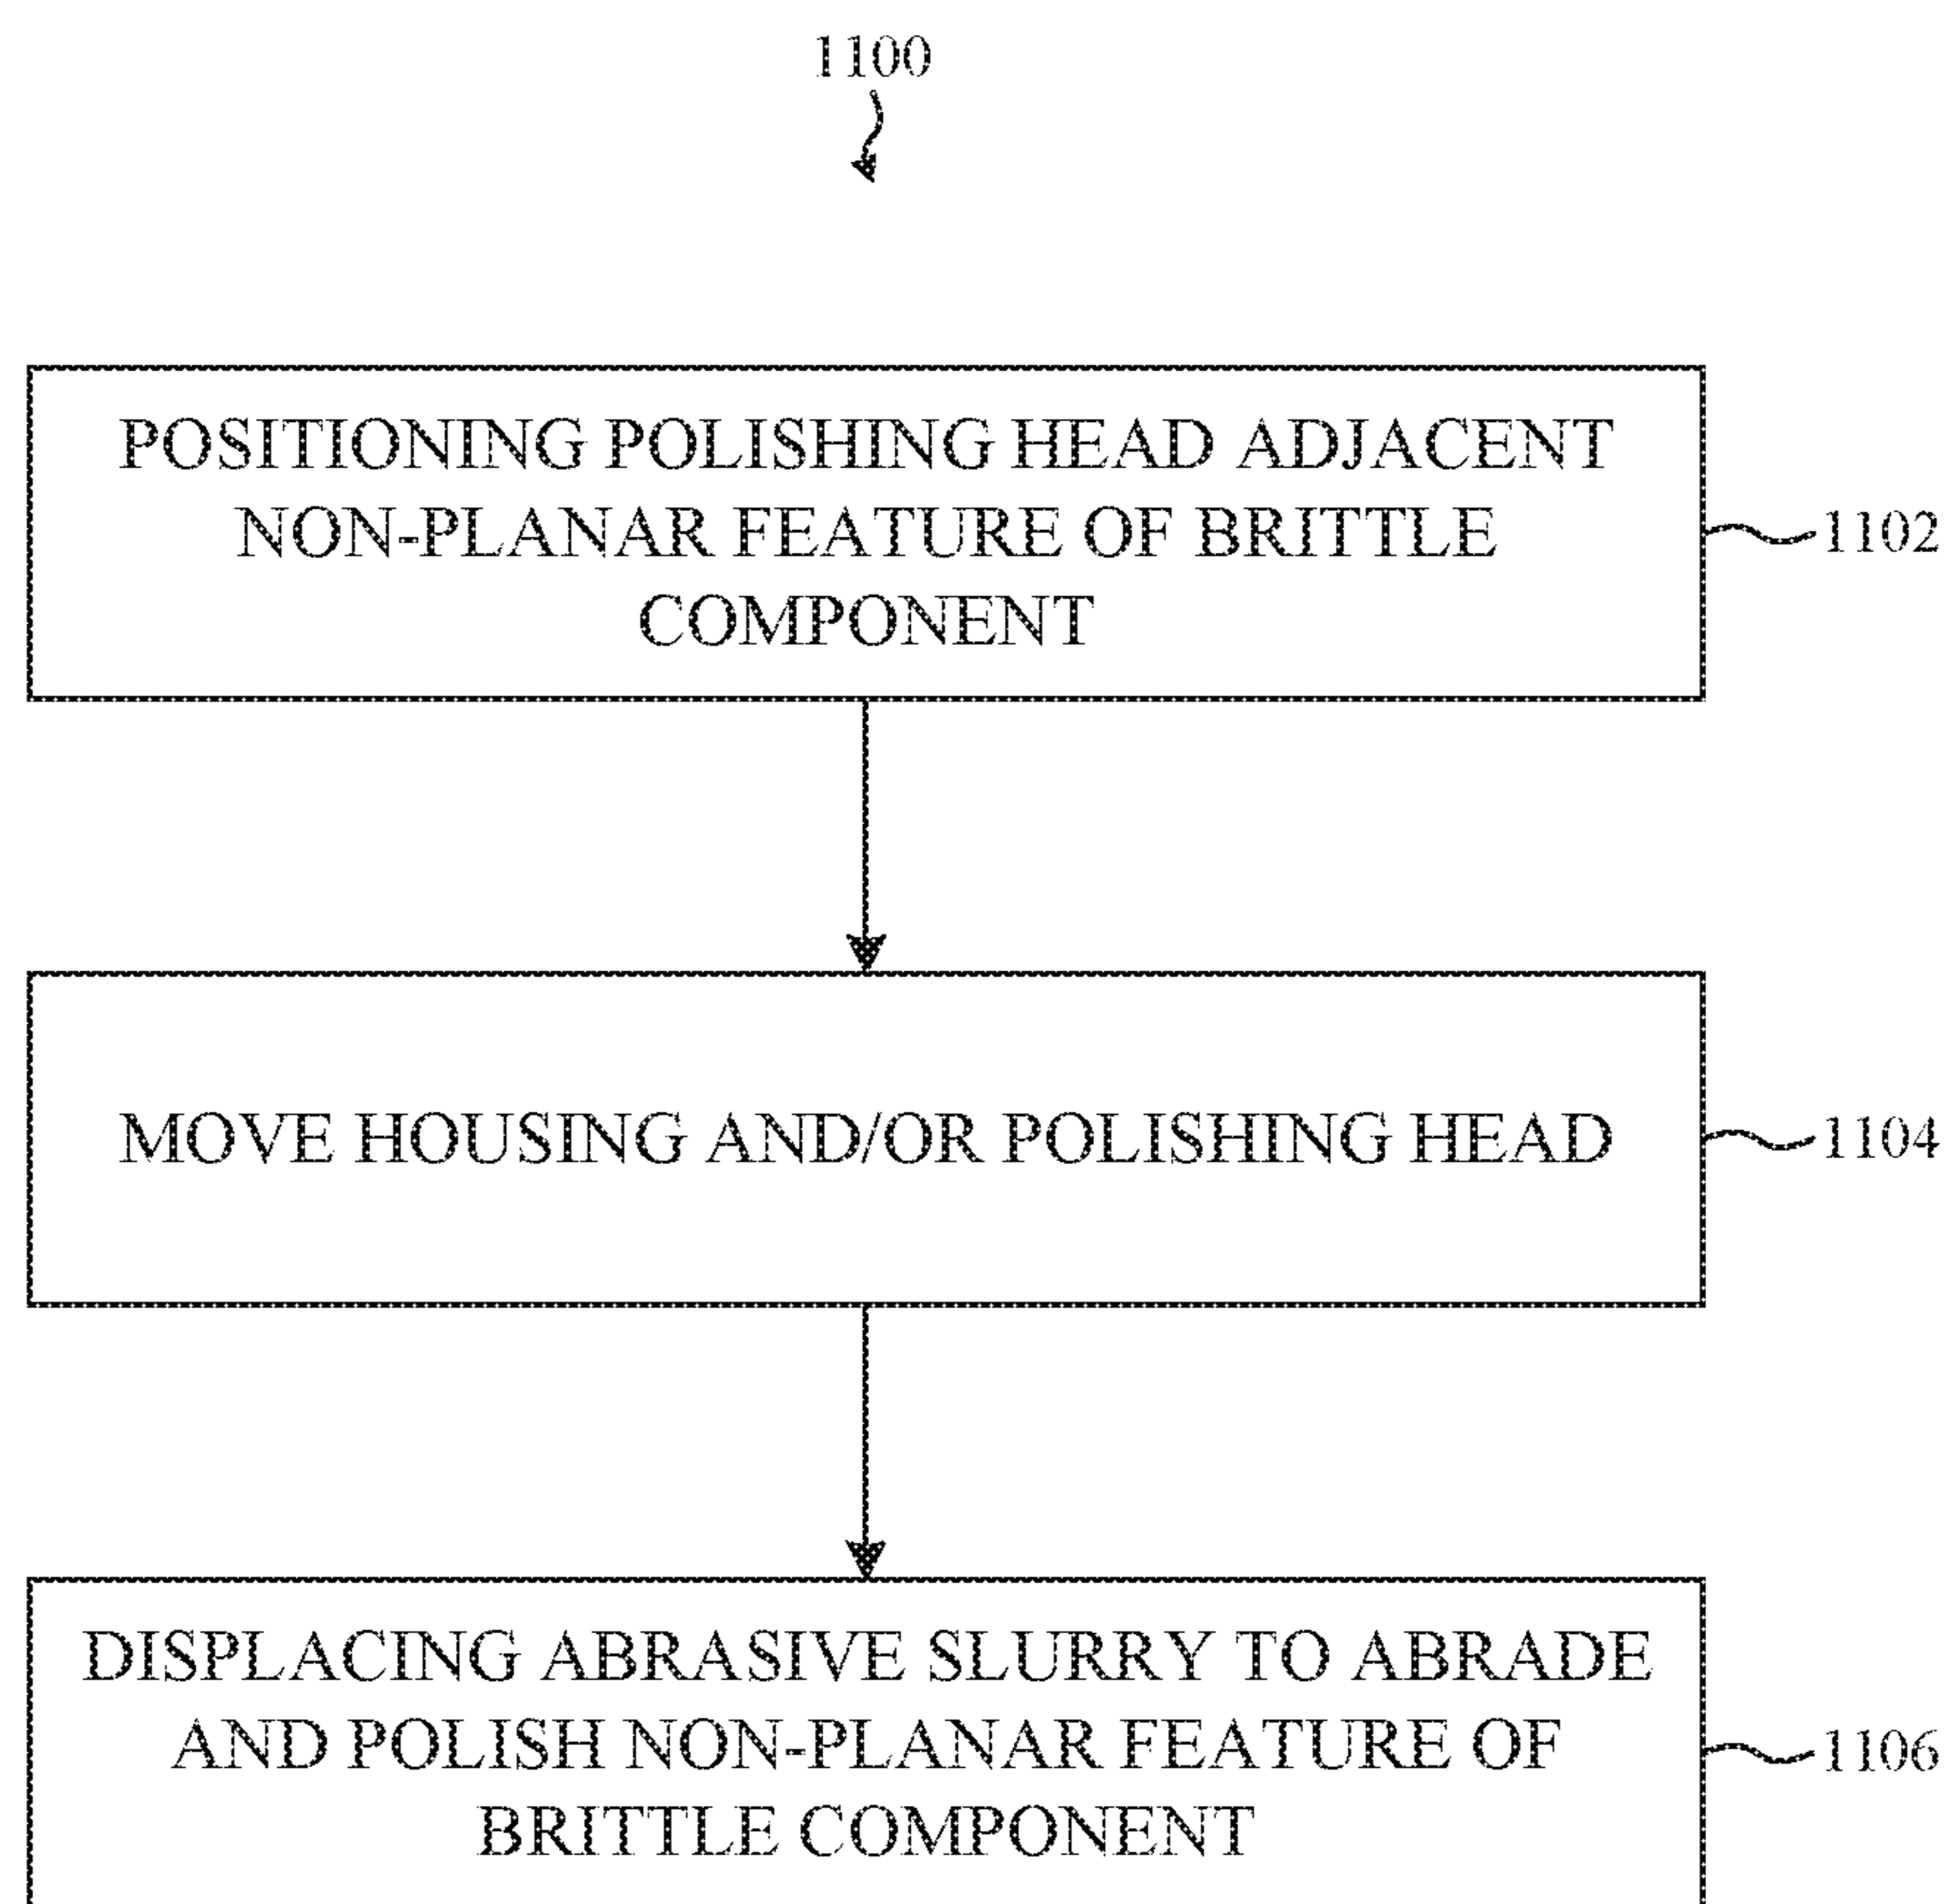 1100
POSITIONING POLISHING HEAD ADJACENT
NON-PLANAR FEATURE OF BRITTLE
COMPONENT
1102
MOVE HOUSING AND/OR POLISHING HEAD
1104
DISPLACING ABRASIVE SLURRY TO ABRADE
AND POLISH NON-PLANAR FEATURE OF
BRITTLE COMPONENT
1106